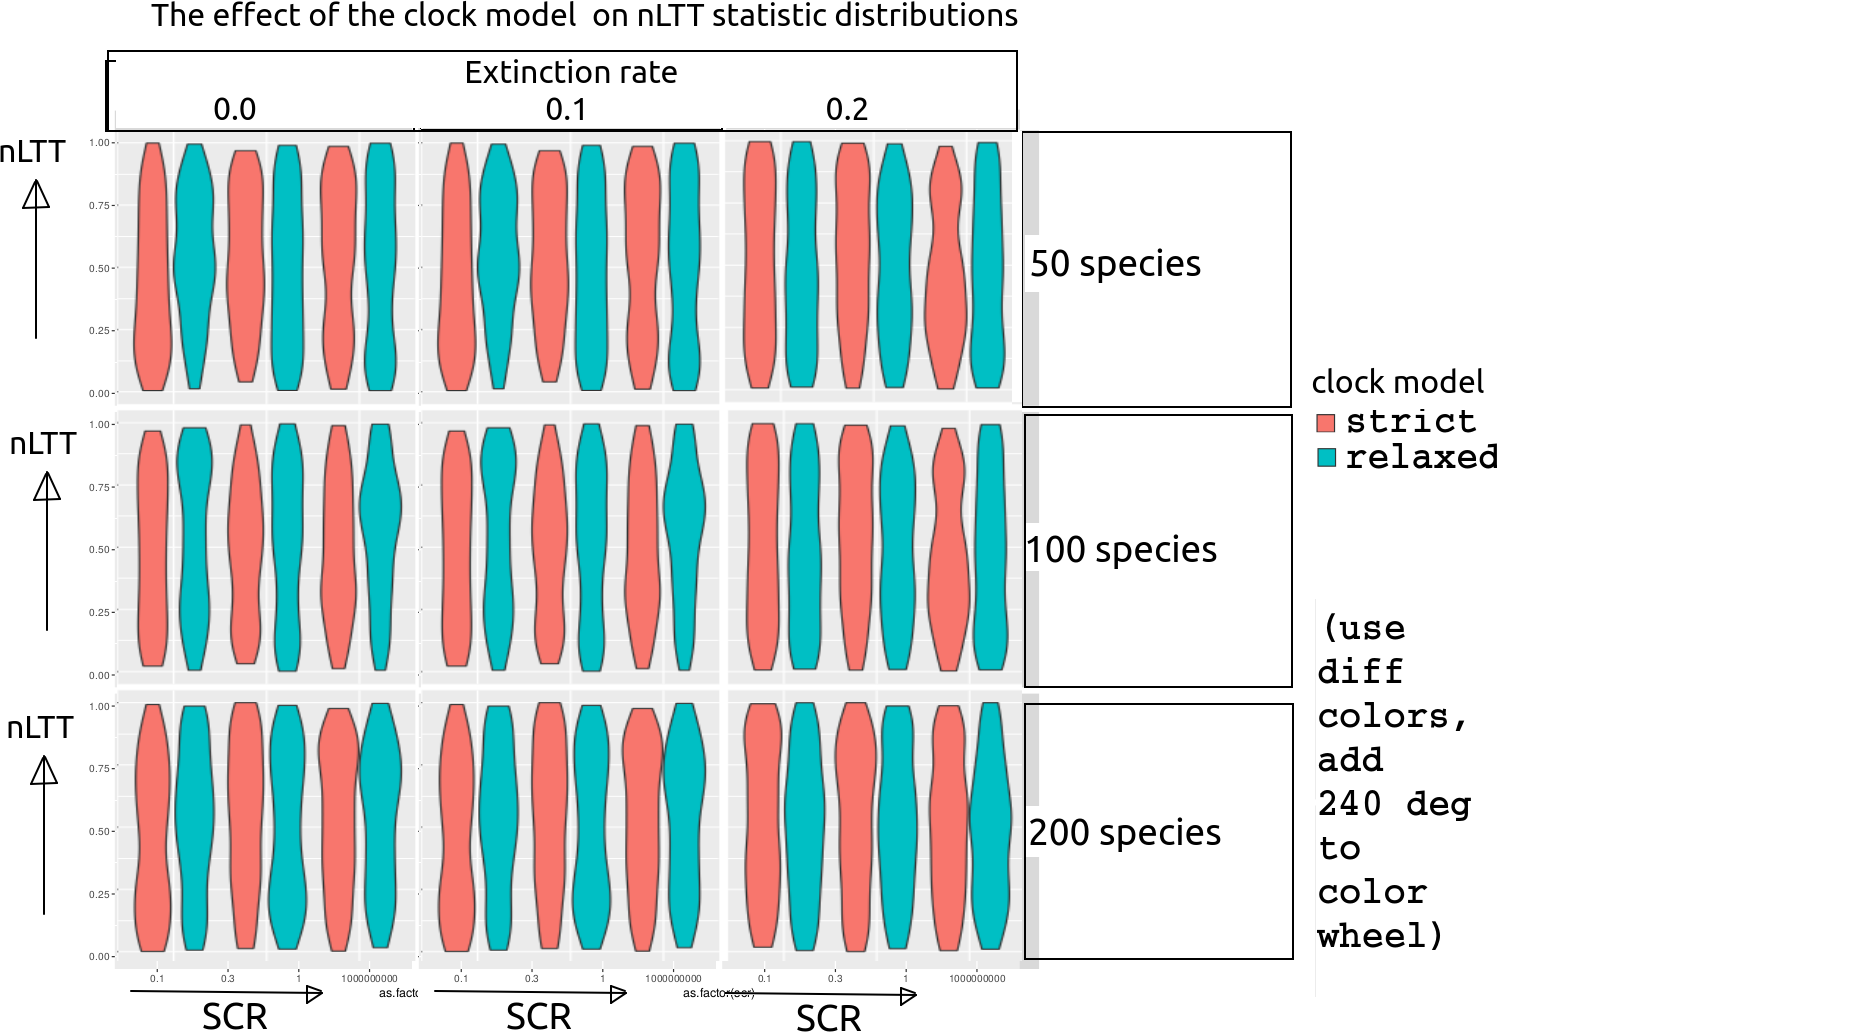 The effect of the clock model  on nLTT statistic distributions
Extinction rate
0.0 0.1 0.2
nLTT
1.00
0.75
0.50
0.25
0.00
50 species
nLTT
1.00
0.75
0.50
0.25
0.00
100 species
nLTT
1.00
0.75
0.50
0.25
0.00
200 species
0.1 0.3 1 1000000000 0.1 0.3 1 1000000000 0.1 0.3 1 1000000000
as.facto as.factor(scr)
SCR SCR SCR
clock model
strict
relaxed
(use
diff
colors,
add
240 deg
to
color
wheel)